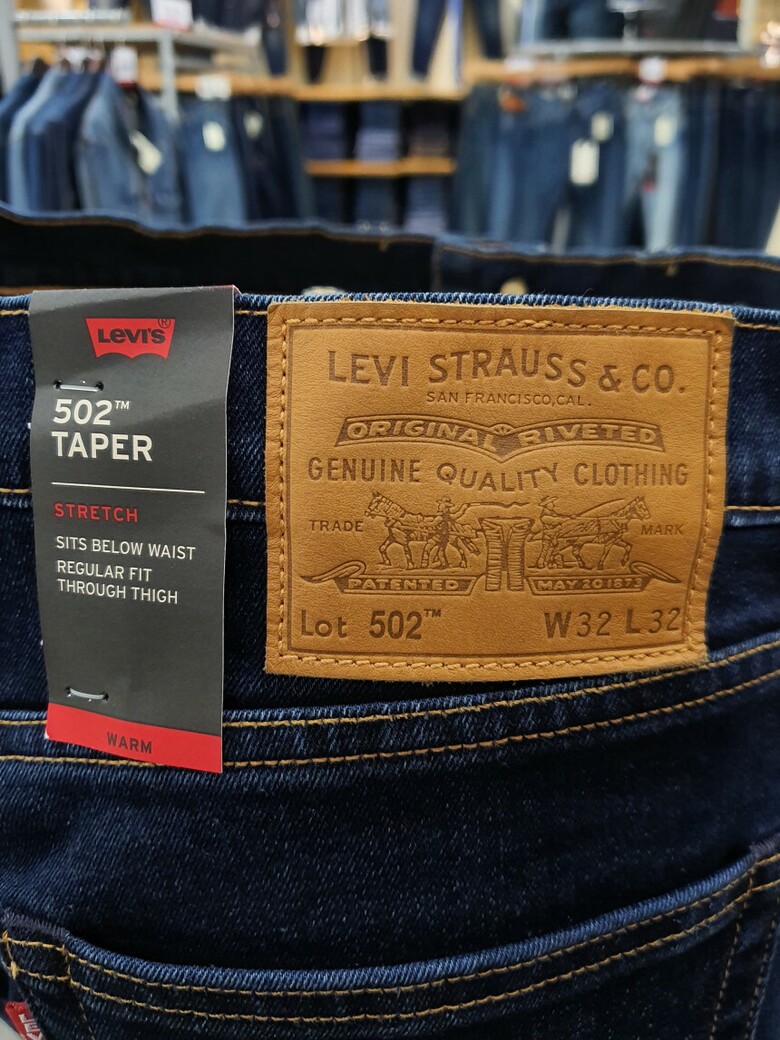 LEVI'S®
502™
TAPER
STRETCH
SITS BELOW WAIST
REGULAR FIT
THROUGH THIGH
WARM
LEVI STRAUSS & CO.
SAN FRANCISCO, CAL.
ORIGINAL RIVETED
GENUINE QUALITY CLOTHING
TRADE MARK
PATENTED MAY 20 1873
Lot 502™ W32 L32